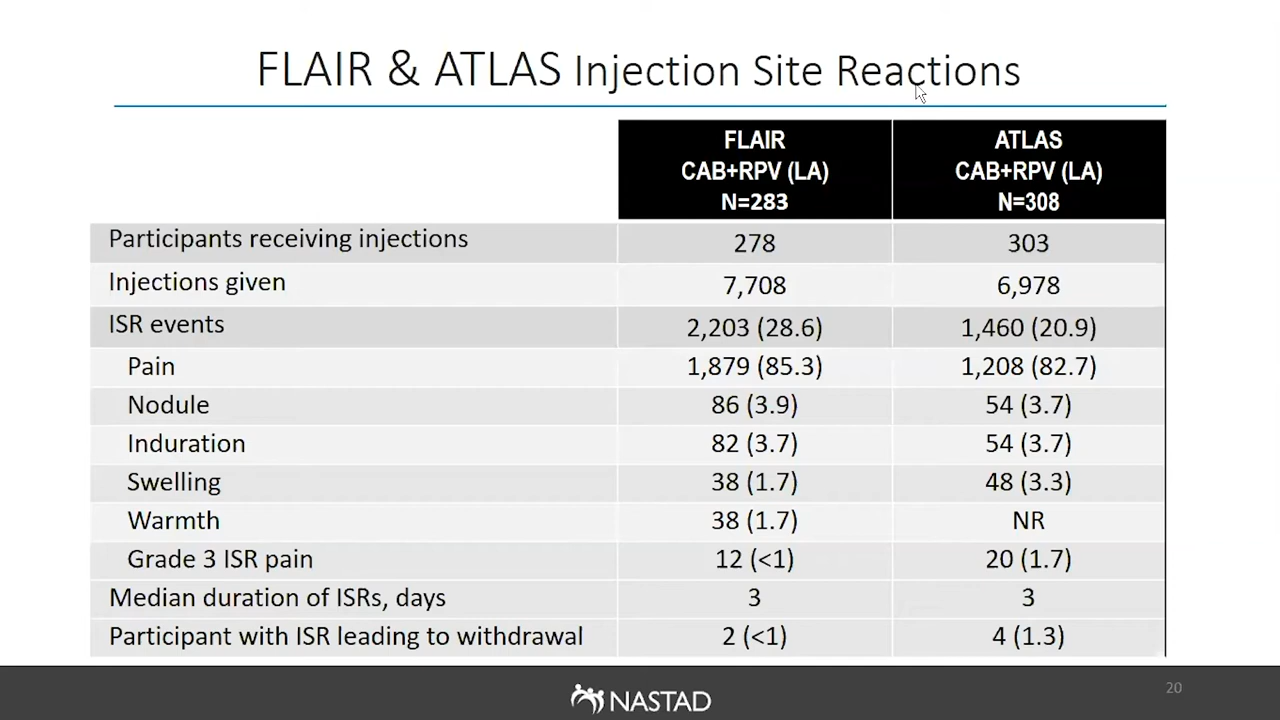 FLAIR & ATLAS Injection Site Reactions
FLAIR
CAB+RPV (LA)
N=283
ATLAS
CAB+RPV (LA)
N=308
Participants receiving injections 278 303
Injections given 7,708 6,978
ISR events 2,203 (28.6) 1,460 (20.9)
Pain 1,879 (85.3) 1,208 (82.7)
Nodule 86 (3.9) 54 (3.7)
Induration 82 (3.7) 54 (3.7)
Swelling 38 (1.7) 48 (3.3)
Warmth 38 (1.7) NR
Grade 3 ISR pain 12 (<1) 20 (1.7)
Median duration of ISRs, days 3 3
Participant with ISR leading to withdrawal 2 (<1) 4 (1.3)
NASTAD
20